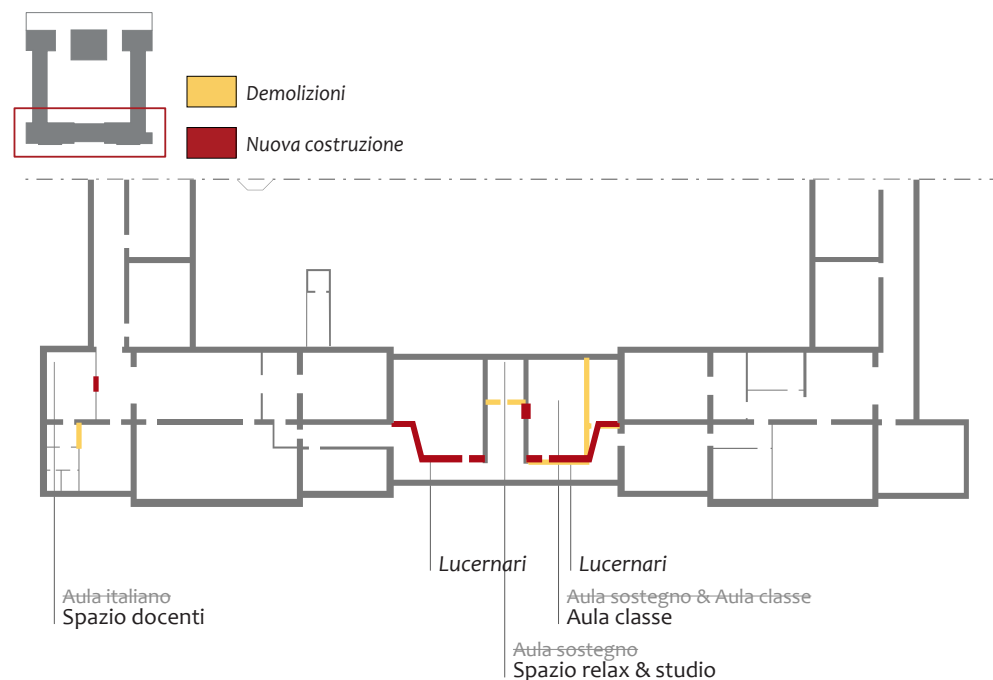 Demolizioni
Nuova costruzione
Lucernari
Lucernari
Aula italiano
Spazio docenti
Aula sostegno & Aula classe
Aula classe
Aula sostegno
Spazio relax & studio